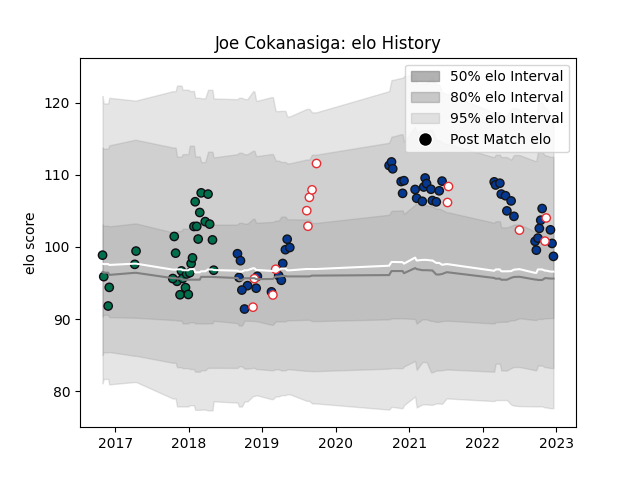 Joe Cokanasiga: elo History
50% elo Interval
80% elo Interval
95% elo Interval
Post Match elo
elo score
120
110
100
90
80
2017
2018
2019
2020
2021
2022
2023